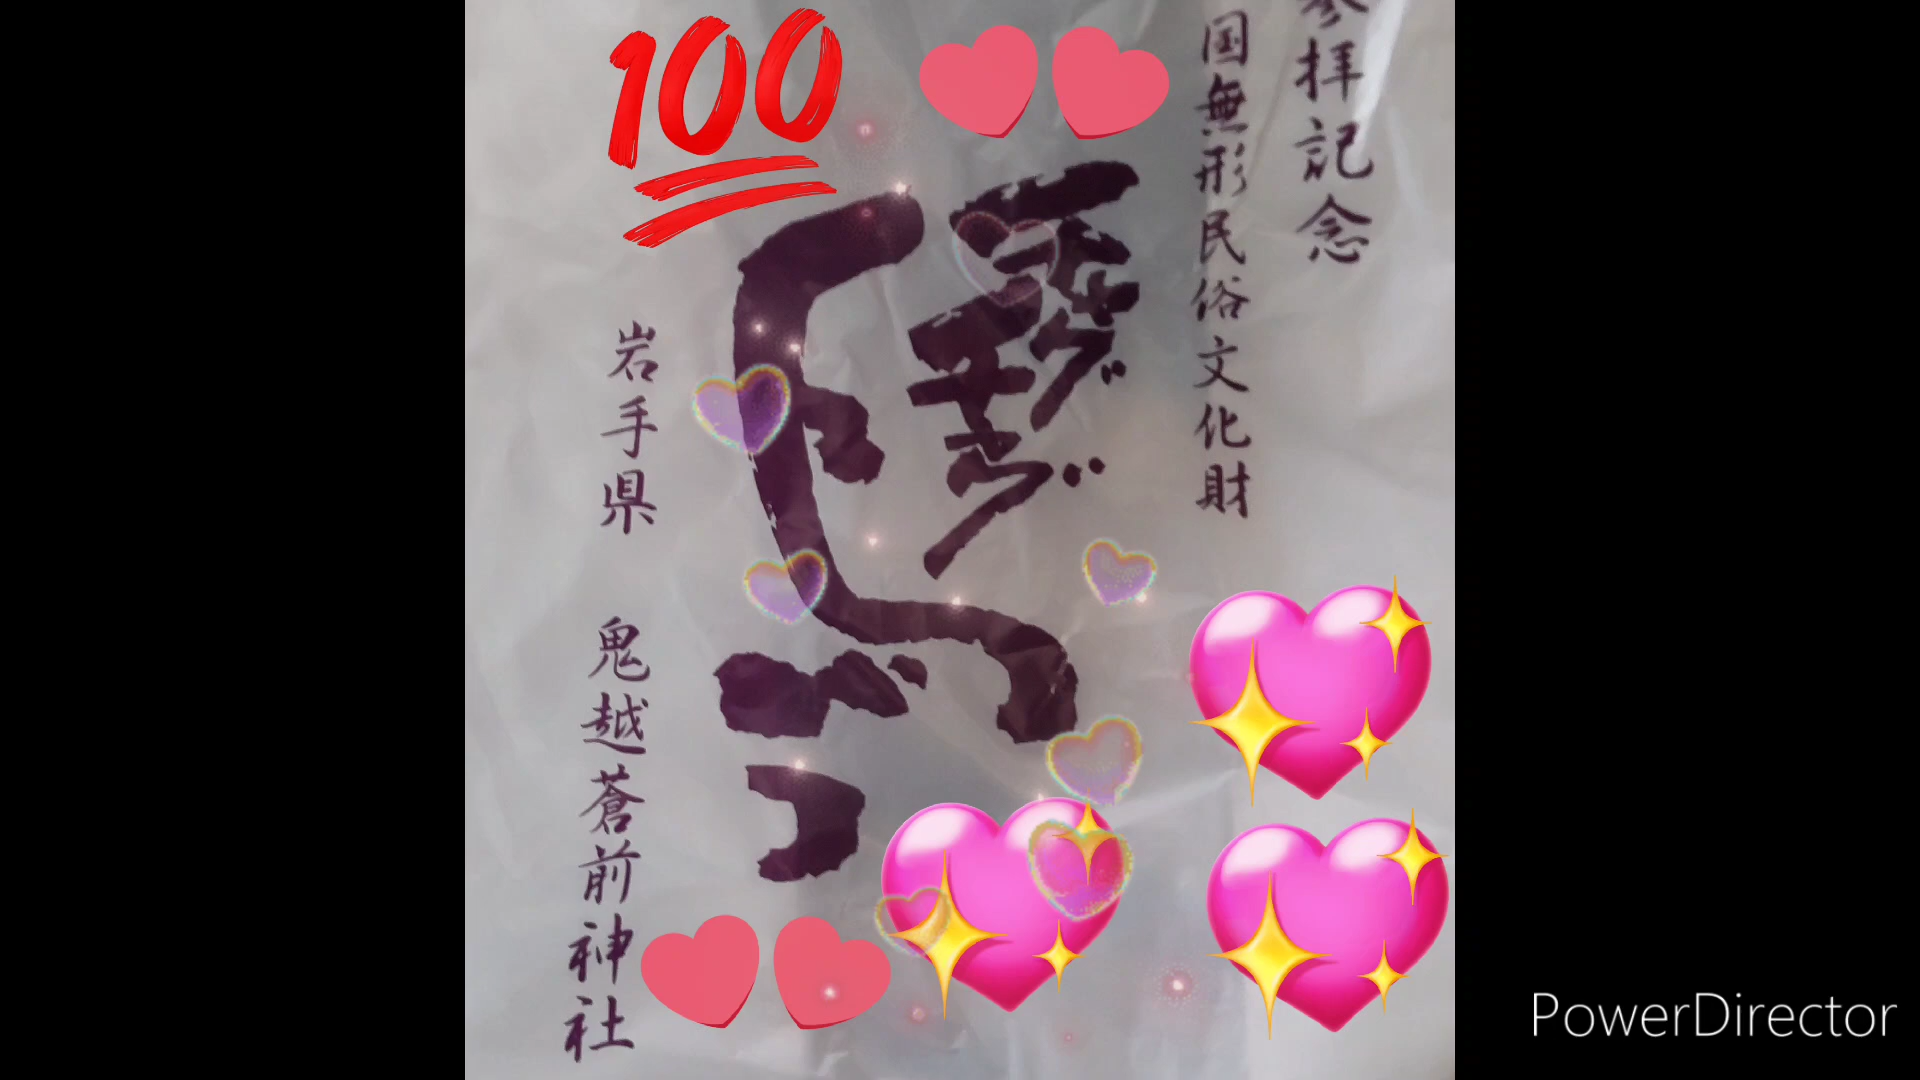 参拝記念
国無形民俗文化財
チャグチャグ
馬コ
岩手県 鬼越蒼前神社
100
PowerDirector